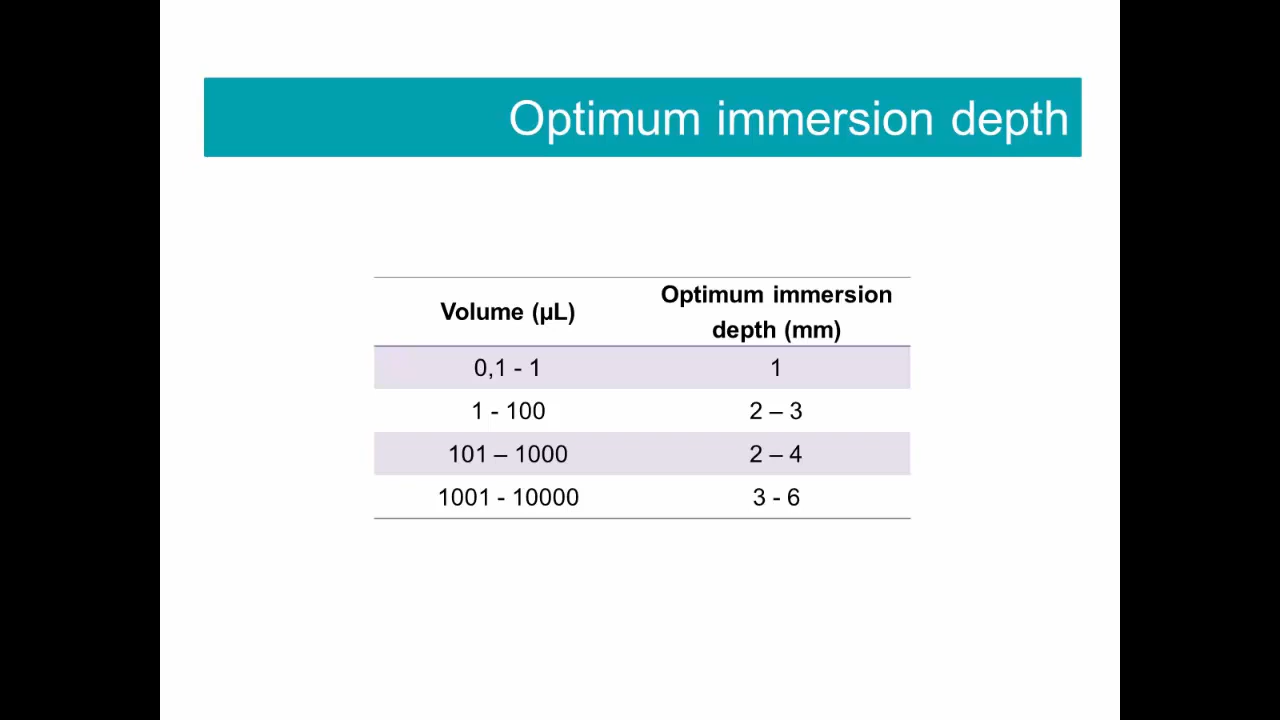 Optimum immersion depth
Volume (µL)
Optimum immersion
depth (mm)
0,1 - 1 1
1 - 100 2 – 3
101 – 1000 2 – 4
1001 - 10000 3 - 6